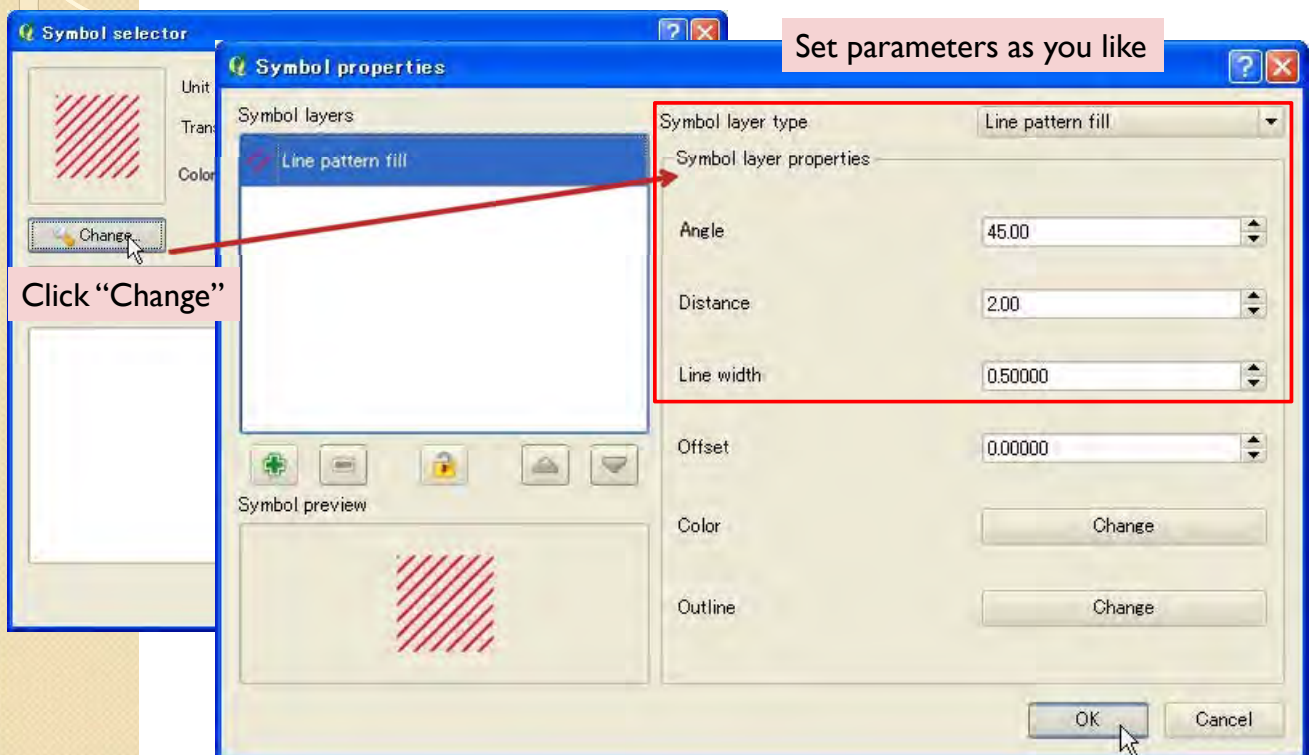 Symbol selector
Set parameters as you like
Symbol properties
Unit
Symbol layers
Symbol layer type
Line pattern fill
Line pattern fill
Symbol layer properties
Color
Change...
Angle
45.00
Click “Change”
Distance
2.00
Line width
0.50000
Offset
0.00000
Symbol preview
Color
Change
Outline
Change
OK
Cancel